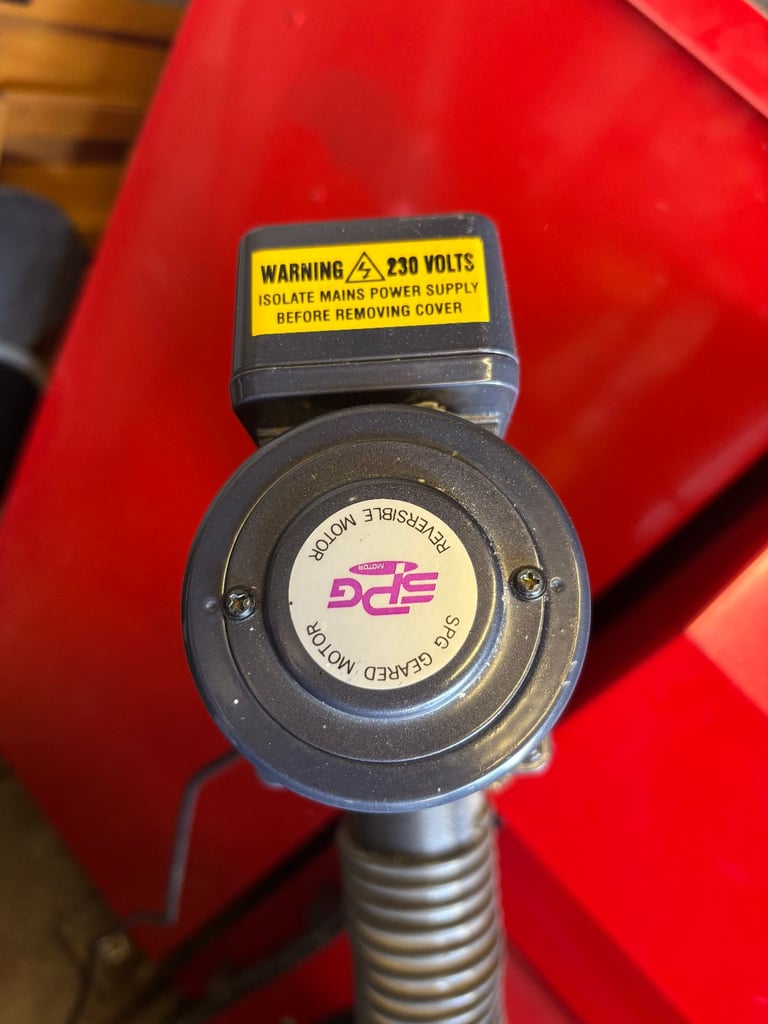 WARNING 230 VOLTS
ISOLATE MAINS POWER SUPPLY
BEFORE REMOVING COVER
SPG GEARED MOTOR
SPG
MOTOR
REVERSIBLE MOTOR